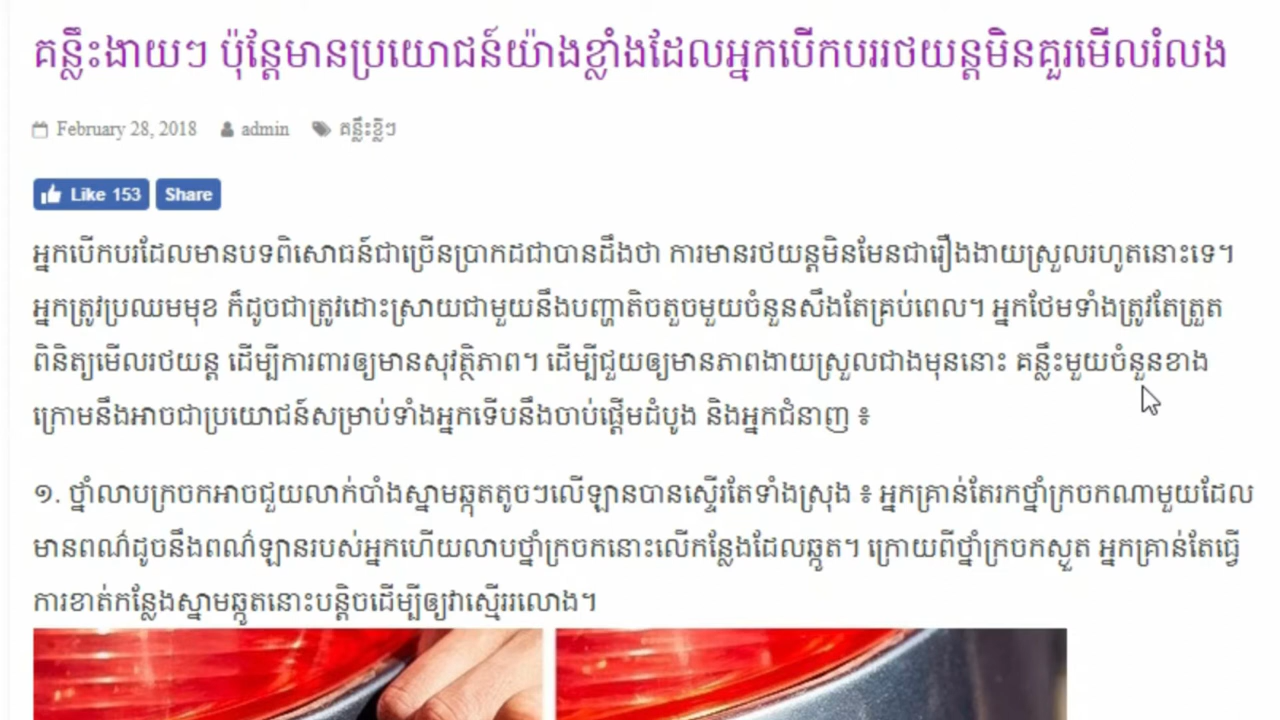 គន្លឹះងាយៗ ប៉ុន្តែមានប្រយោជន៍យ៉ាងខ្លាំងដែលអ្នកបើកបររថយន្តមិនគួរមើលរំលង
February 28, 2018 admin គន្លឹះខ្លីៗ
Like 153 Share
អ្នកបើកបរដែលមានបទពិសោធន៍ជាច្រើនប្រាកដជាបានដឹងថា ការមានរថយន្តមិនមែនជារឿងងាយស្រួលរហូតនោះទេ។
អ្នកត្រូវប្រឈមមុខ ក៏ដូចជាត្រូវដោះស្រាយជាមួយនឹងបញ្ហាតិចតួចមួយចំនួនសឹងតែគ្រប់ពេល។ អ្នកថែមទាំងត្រូវតែត្រួត
ពិនិត្យមើលរថយន្ត ដើម្បីការពារឲ្យមានសុវត្ថិភាព។ ដើម្បីជួយឲ្យមានភាពងាយស្រួលជាងមុននោះ គន្លឹះមួយចំនួនខាង
ក្រោមនឹងអាចជាប្រយោជន៍សម្រាប់ទាំងអ្នកទើបនឹងចាប់ផ្តើមដំបូង និងអ្នកជំនាញ ៖
១. ថ្នាំលាបក្រចកអាចជួយលាក់បាំងស្នាមឆ្កូតតូចៗលើឡានបានស្ទើរតែទាំងស្រុង ៖ អ្នកគ្រាន់តែរកថ្នាំក្រចកណាមួយដែល
មានពណ៌ដូចនឹងពណ៌ឡានរបស់អ្នកហើយលាបថ្នាំក្រចកនោះលើកន្លែងដែលឆ្កូត។ ក្រោយពីថ្នាំក្រចកស្ងួត អ្នកគ្រាន់តែធ្វើ
ការខាត់កន្លែងស្នាមឆ្កូតនោះបន្តិចដើម្បីឲ្យវាស្មើររលោង។